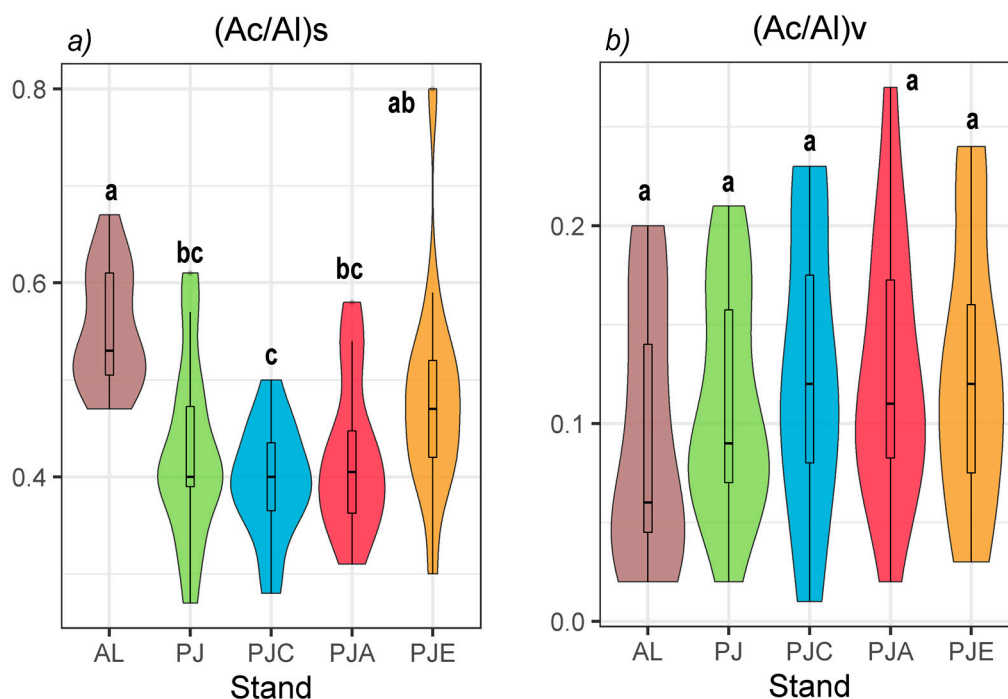 a)
(Ac/Al)s
0.8
0.6
0.4
a
bc
c
bc
ab
AL PJ PJC PJA PJE
Stand
b)
(Ac/Al)v
0.2
0.1
0.0
a
a
a
a
a
AL PJ PJC PJA PJE
Stand